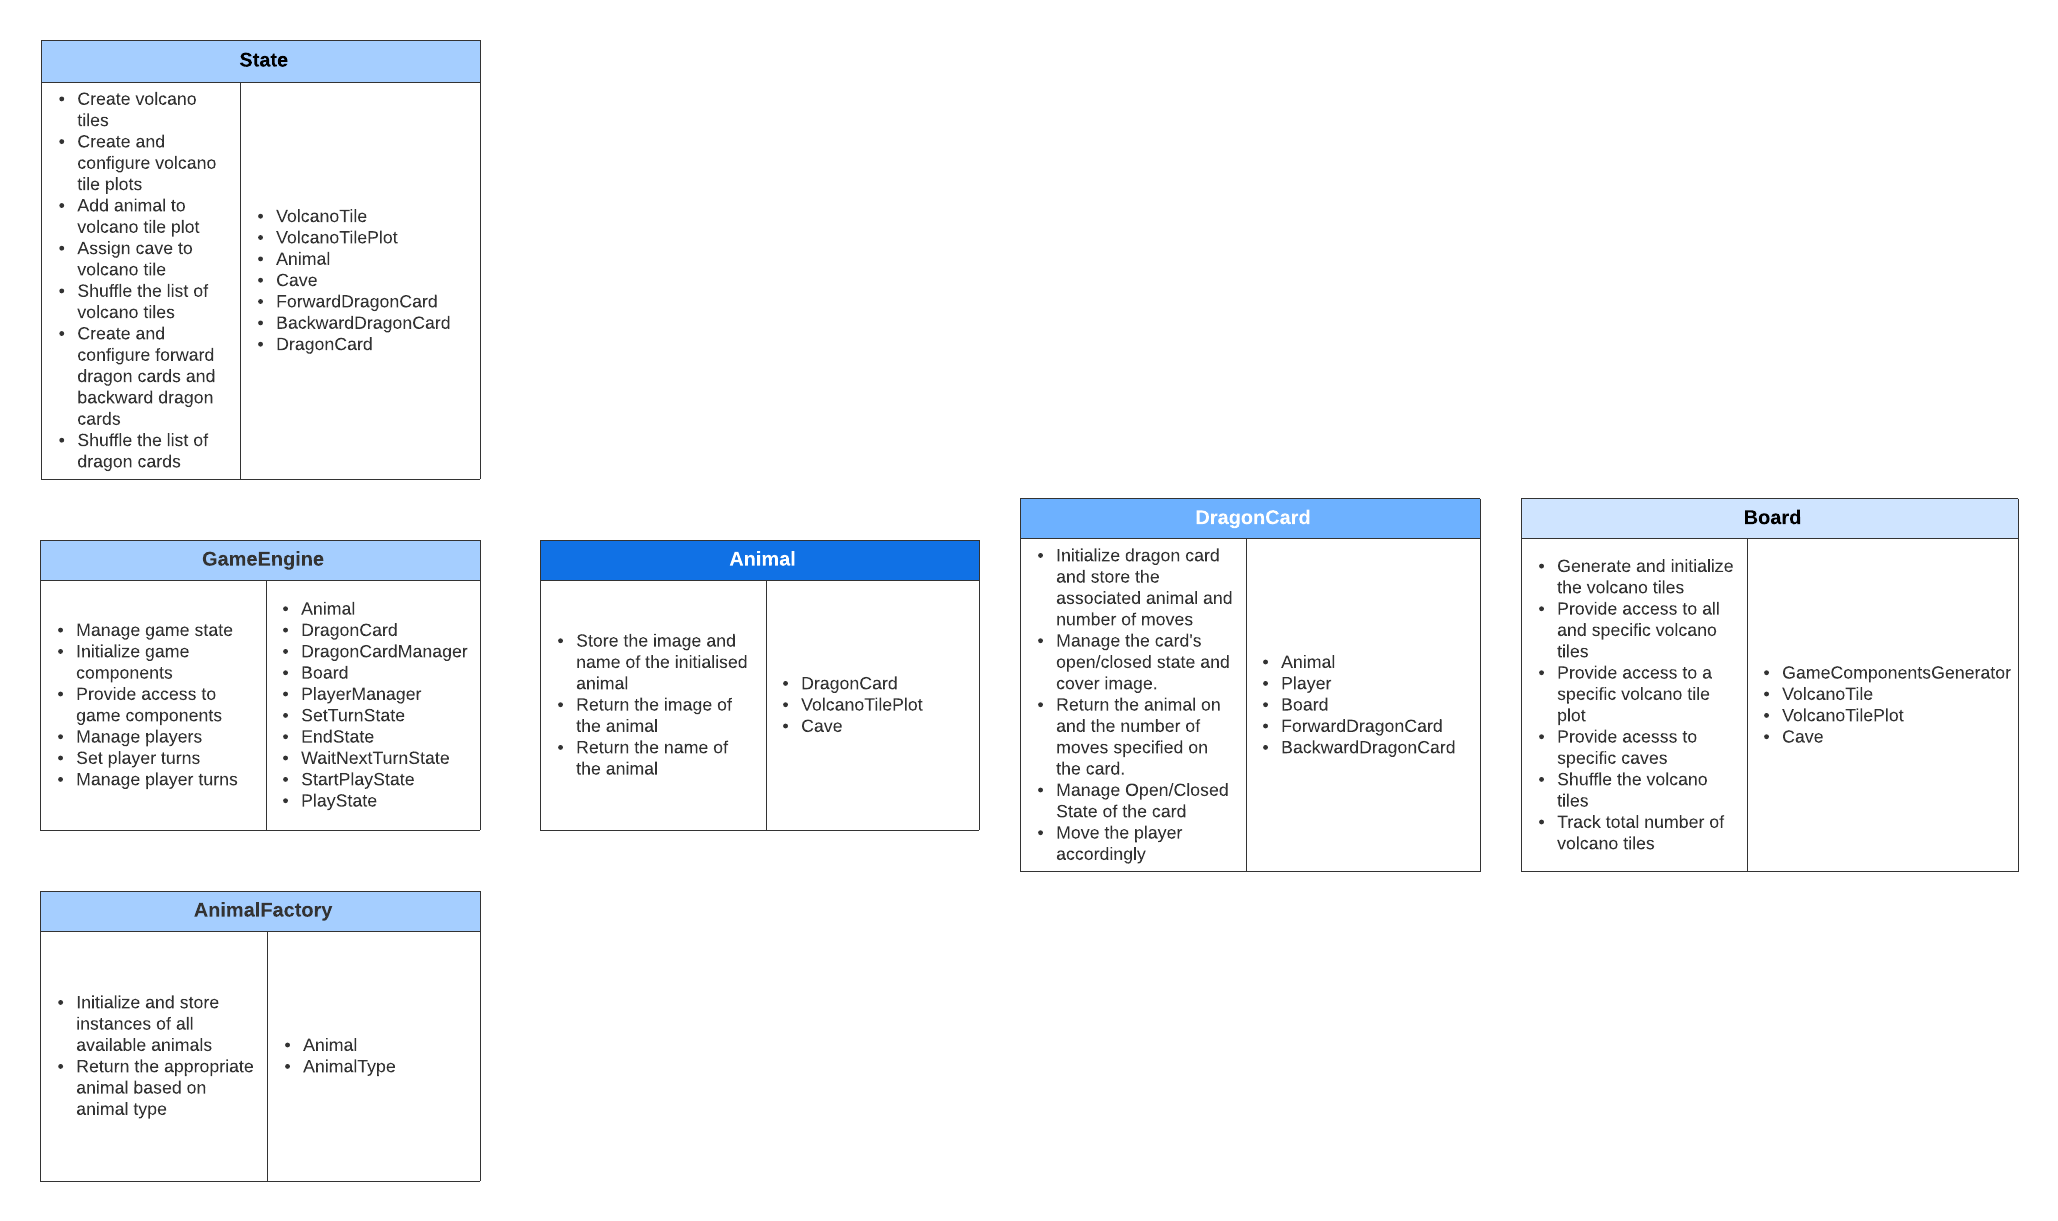 State
• Create volcano
tiles
• Create and
configure volcano
tile plots
• Add animal to
volcano tile plot
• Assign cave to
volcano tile
• Shuffle the list of
volcano tiles
• Create and
configure forward
dragon cards and
backward dragon
cards
• Shuffle the list of
dragon cards
• VolcanoTile
• VolcanoTilePlot
• Animal
• Cave
• ForwardDragonCard
• BackwardDragonCard
• DragonCard
GameEngine
• Manage game state
• Initialize game
components
• Provide access to
game components
• Manage players
• Set player turns
• Manage player turns
• Animal
• DragonCard
• DragonCardManager
• Board
• PlayerManager
• SetTurnState
• EndState
• WaitNextTurnState
• StartPlayState
• PlayState
Animal
• Store the image and
name of the initialised
animal
• Return the image of
the animal
• Return the name of
the animal
• DragonCard
• VolcanoTilePlot
• Cave
DragonCard
• Initialize dragon card
and store the
associated animal and
number of moves
• Manage the card's
open/closed state and
cover image.
• Return the animal on
and the number of
moves specified on
the card.
• Manage Open/Closed
State of the card
• Move the player
accordingly
• Animal
• Player
• Board
• ForwardDragonCard
• BackwardDragonCard
Board
• Generate and initialize
the volcano tiles
• Provide access to all
and specific volcano
tiles
• Provide access to a
specific volcano tile
plot
• Provide acesss to
specific caves
• Shuffle the volcano
tiles
• Track total number of
volcano tiles
• GameComponentsGenerator
• VolcanoTile
• VolcanoTilePlot
• Cave
AnimalFactory
• Initialize and store
instances of all
available animals
• Return the appropriate
animal based on
animal type
• Animal
• AnimalType